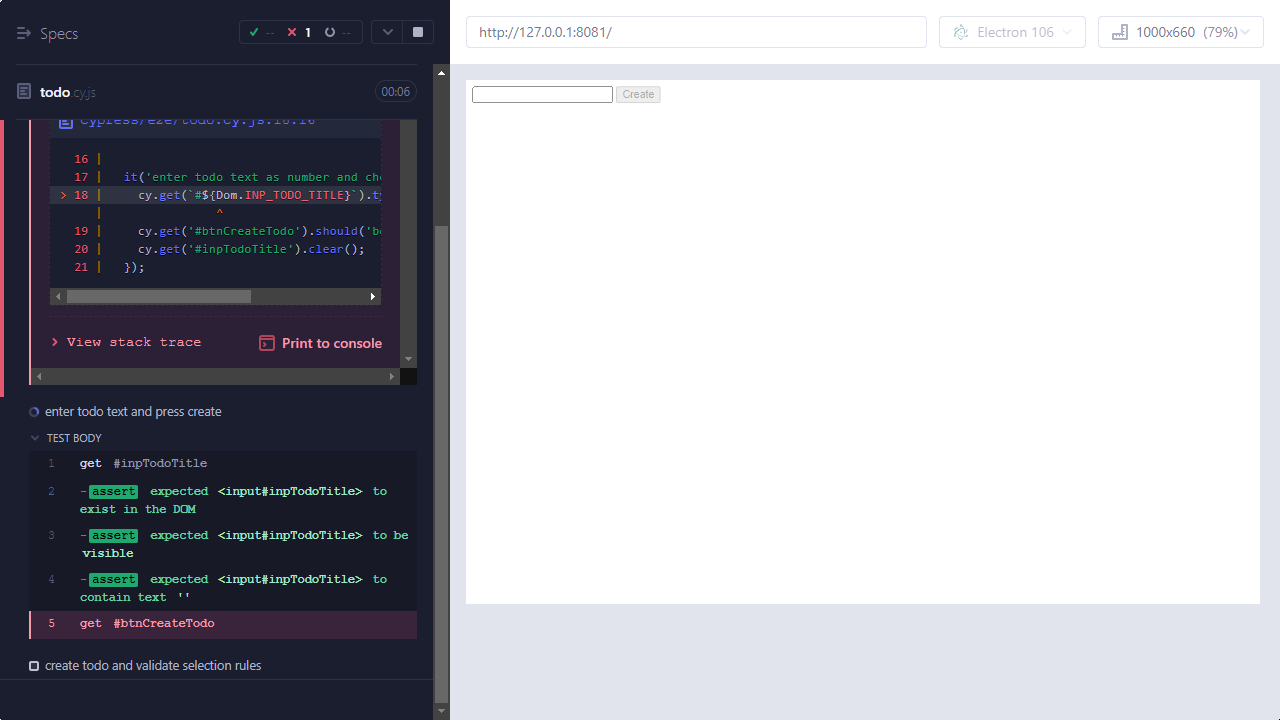 Specs
--
1
--
http://127.0.0.1:8081/
Electron 106
1000x660 (79%)
todo.cy.js
00:06
Create
cypress/e2e/todo.cy.js:18:16
16 |
17 | it('enter todo text as number and che
> 18 | cy.get(`#${Dom.INP_TODO_TITLE}`).ty
| ^
19 | cy.get('#btnCreateTodo').should('be
20 | cy.get('#inpTodoTitle').clear();
21 | });
View stack trace
Print to console
enter todo text and press create
TEST BODY
1 get #inpTodoTitle
2 -assert expected <input#inpTodoTitle> to
exist in the DOM
3 -assert expected <input#inpTodoTitle> to be
visible
4 -assert expected <input#inpTodoTitle> to
contain text ''
5 get #btnCreateTodo
create todo and validate selection rules